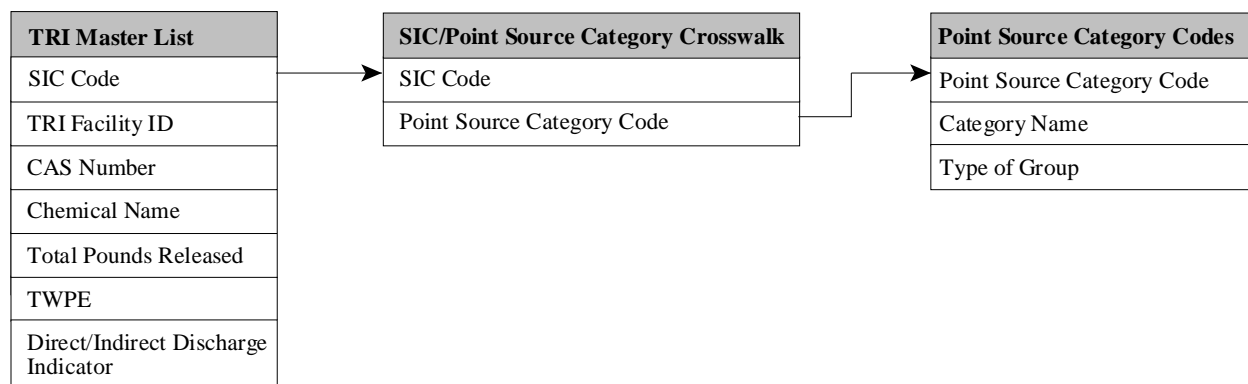 TRI Master List
SIC Code
TRI Facility ID
CAS Number
Chemical Name
Total Pounds Released
TWPE
Direct/Indirect Discharge
Indicator
SIC/Point Source Category Crosswalk
SIC Code
Point Source Category Code
Point Source Category Codes
Point Source Category Code
Category Name
Type of Group